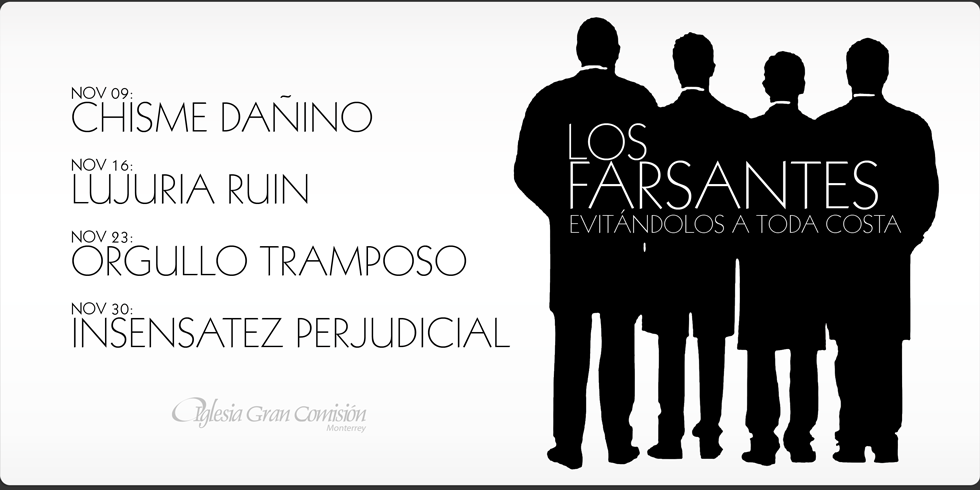 NOV 09:
CHISME DAÑINO
NOV 16:
LUJURIA RUIN
NOV 23:
ORGULLO TRAMPOSO
NOV 30:
INSENSATEZ PERJUDICIAL
Iglesia Gran Comisión
Monterrey
LOS
FARSANTES
EVITÁNDOLOS A TODA COSTA